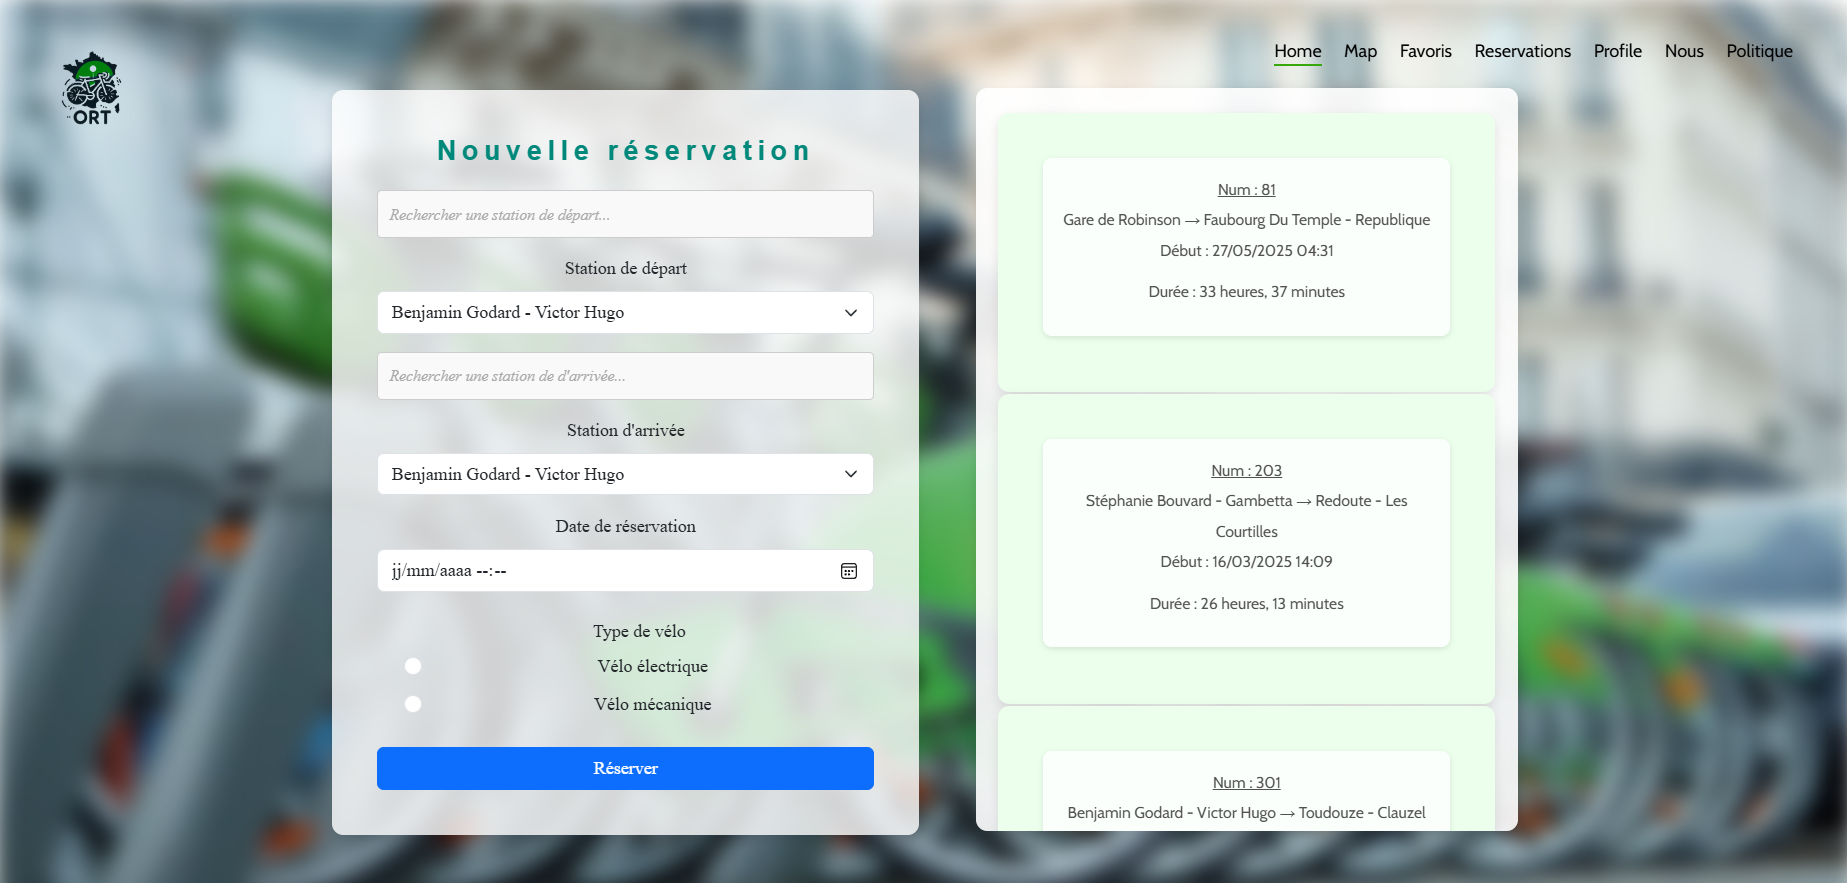 ORT
Home Map Favoris Reservations Profile Nous Politique
Nouvelle réservation
Rechercher une station de départ...
Station de départ
Benjamin Godard - Victor Hugo
Rechercher une station de d'arrivée...
Station d'arrivée
Benjamin Godard - Victor Hugo
Date de réservation
jj/mm/aaaa --:--
Type de vélo
Vélo électrique
Vélo mécanique
Réserver
Num : 81
Gare de Robinson → Faubourg Du Temple - Republique
Début : 27/05/2025 04:31
Durée : 33 heures, 37 minutes
Num : 203
Stéphanie Bouvard - Gambetta → Redoute - Les
Courtilles
Début : 16/03/2025 14:09
Durée : 26 heures, 13 minutes
Num : 301
Benjamin Godard - Victor Hugo → Toudouze - Clauzel